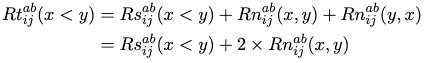 $Rt_{ij}^{ab}(x < y) = Rs_{ij}^{ab}(x < y) + Rn_{ij}^{ab}(x, y) + Rn_{ij}^{ab}(y, x)$
$= Rs_{ij}^{ab}(x < y) + 2 \times Rn_{ij}^{ab}(x, y)$